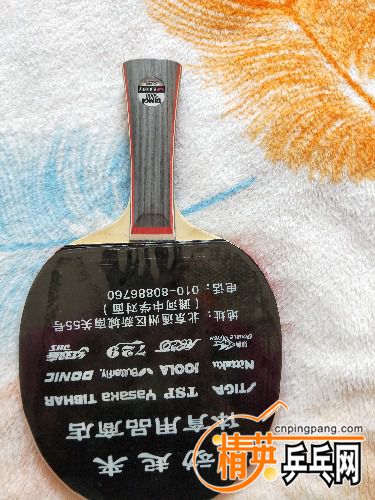 动起来
体育用品商店
STIGA TSP Yasaka TIBHAR
Nittaku JOOLA Butterfly DONIC
729 DHS
地址：北京通州区新城南关55号
（潞河中学对面）
电话：010-80886760
cnpingpang.com
精英乒乓网